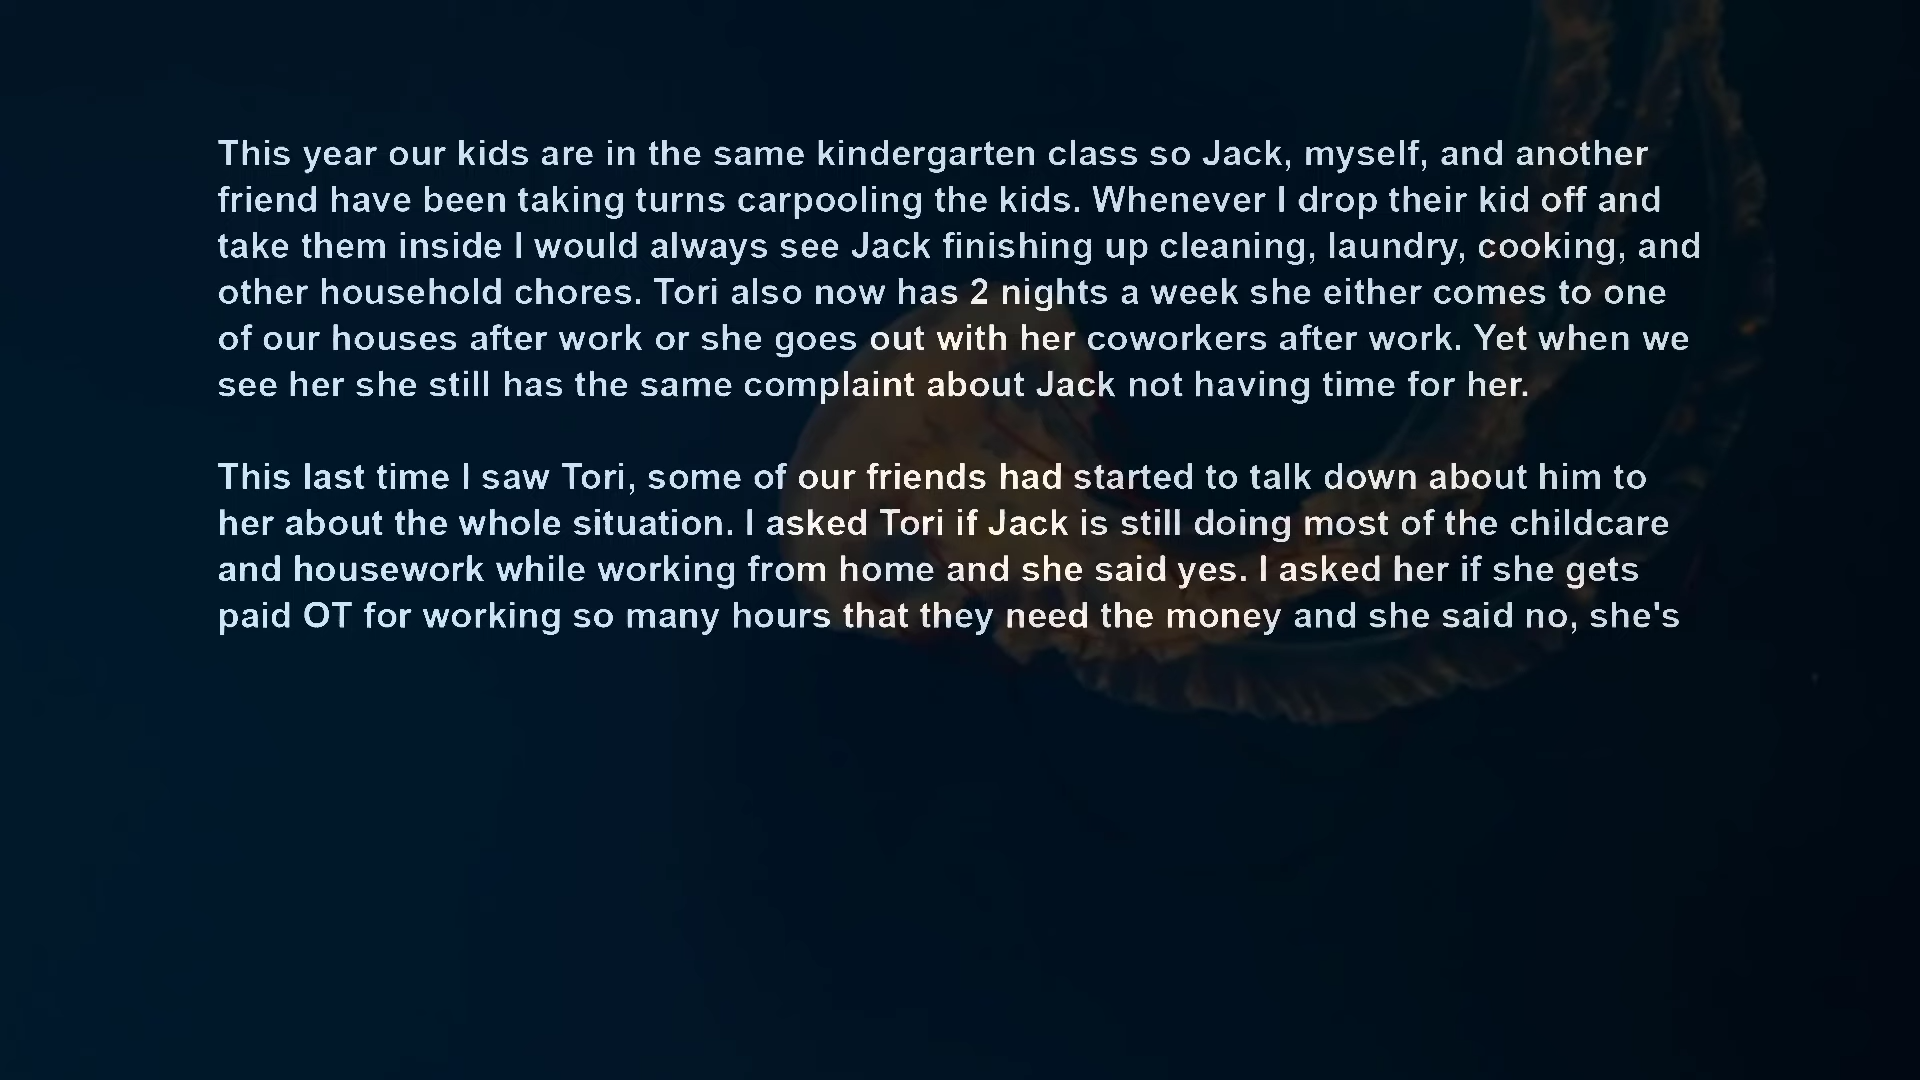 This year our kids are in the same kindergarten class so Jack, myself, and another
friend have been taking turns carpooling the kids. Whenever I drop their kid off and
take them inside I would always see Jack finishing up cleaning, laundry, cooking, and
other household chores. Tori also now has 2 nights a week she either comes to one
of our houses after work or she goes out with her coworkers after work. Yet when we
see her she still has the same complaint about Jack not having time for her.
This last time I saw Tori, some of our friends had started to talk down about him to
her about the whole situation. I asked Tori if Jack is still doing most of the childcare
and housework while working from home and she said yes. I asked her if she gets
paid OT for working so many hours that they need the money and she said no, she's